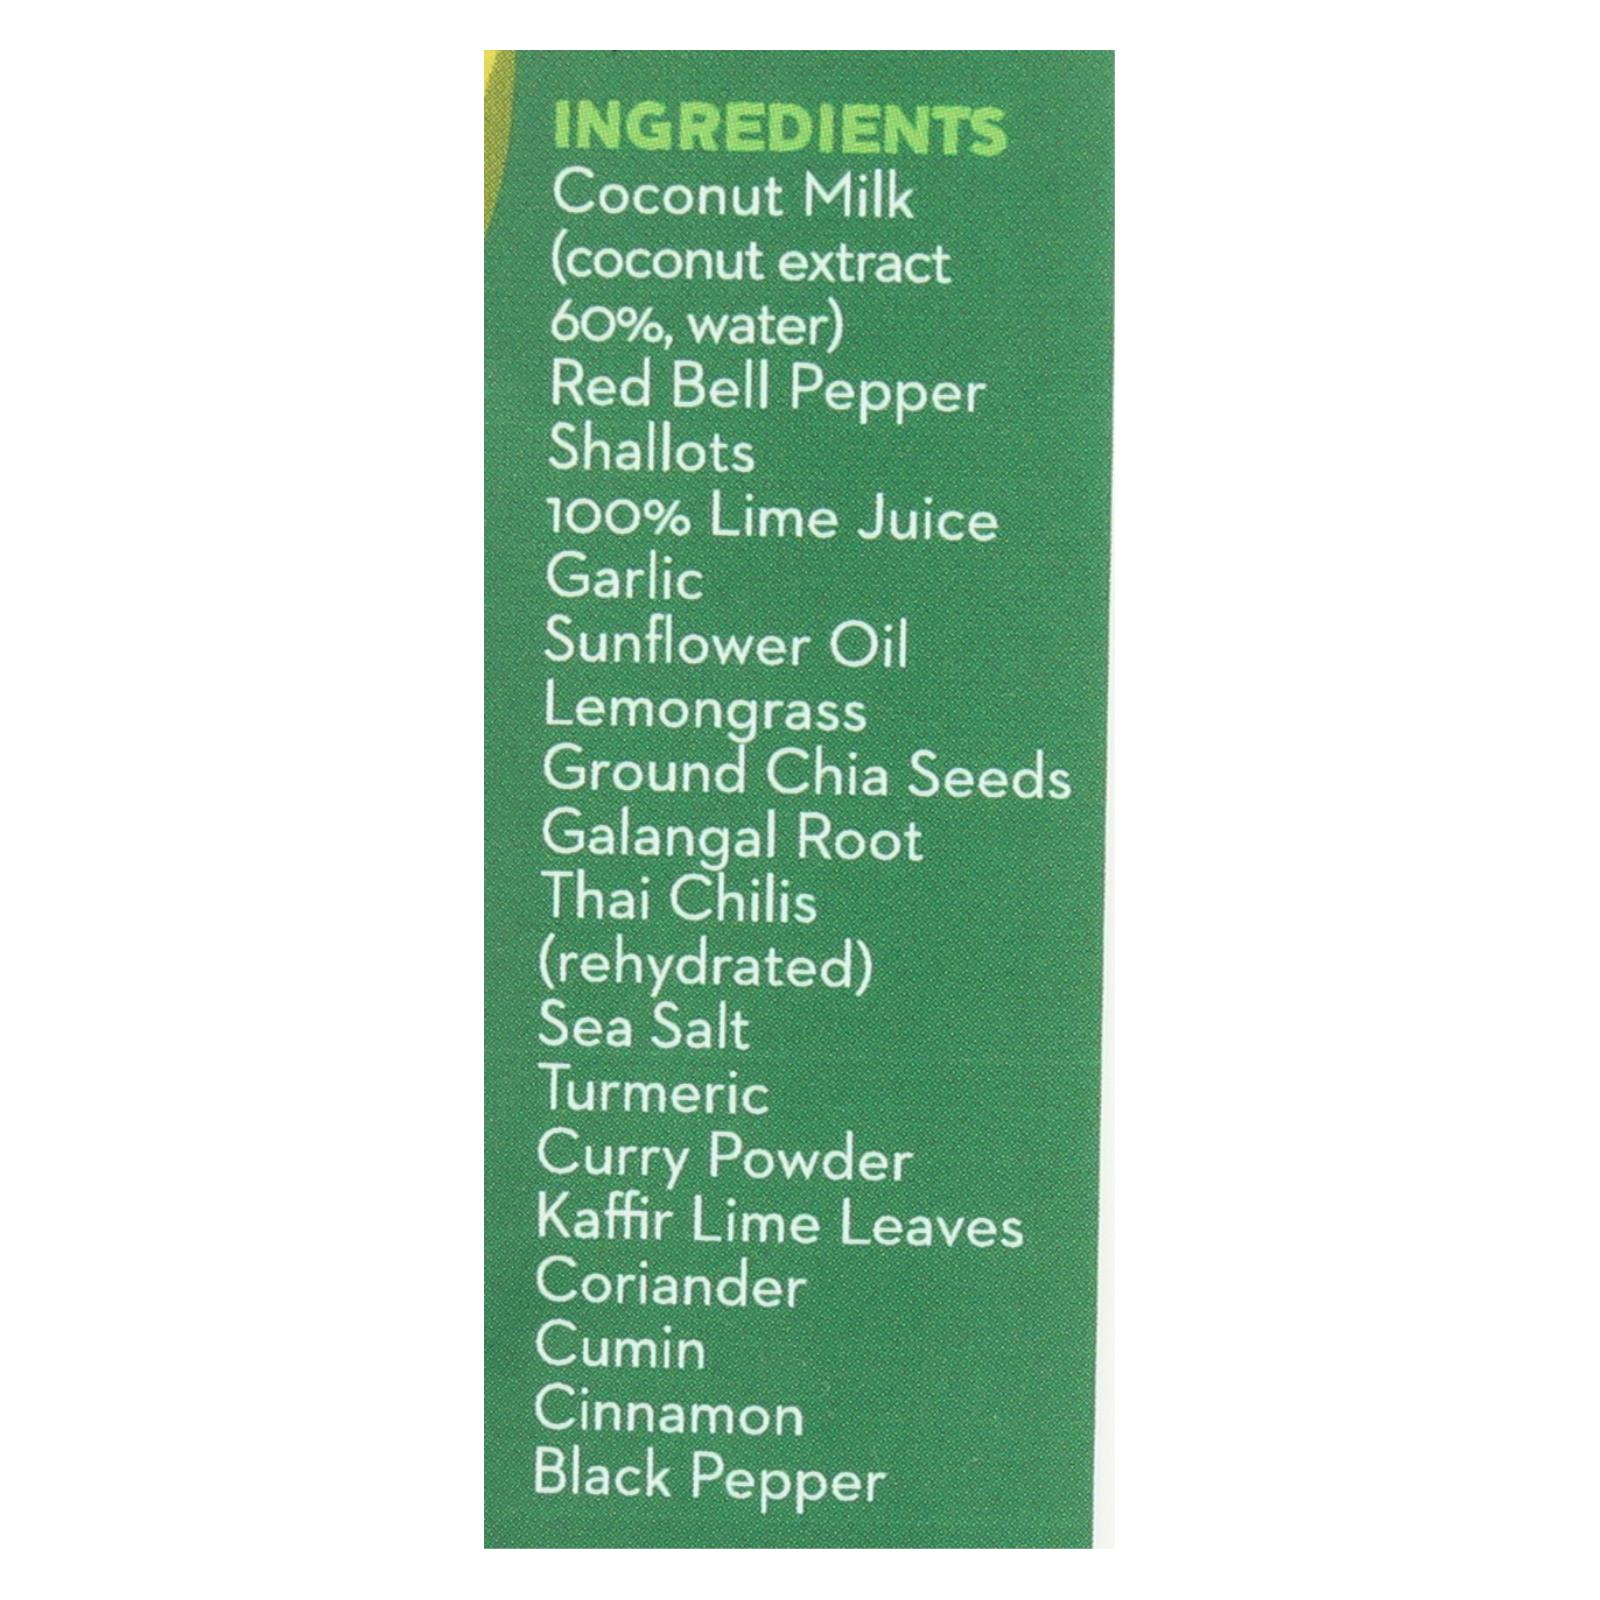 INGREDIENTS
Coconut Milk
(coconut extract
60%, water)
Red Bell Pepper
Shallots
100% Lime Juice
Garlic
Sunflower Oil
Lemongrass
Ground Chia Seeds
Galangal Root
Thai Chilis
(rehydrated)
Sea Salt
Turmeric
Curry Powder
Kaffir Lime Leaves
Coriander
Cumin
Cinnamon
Black Pepper